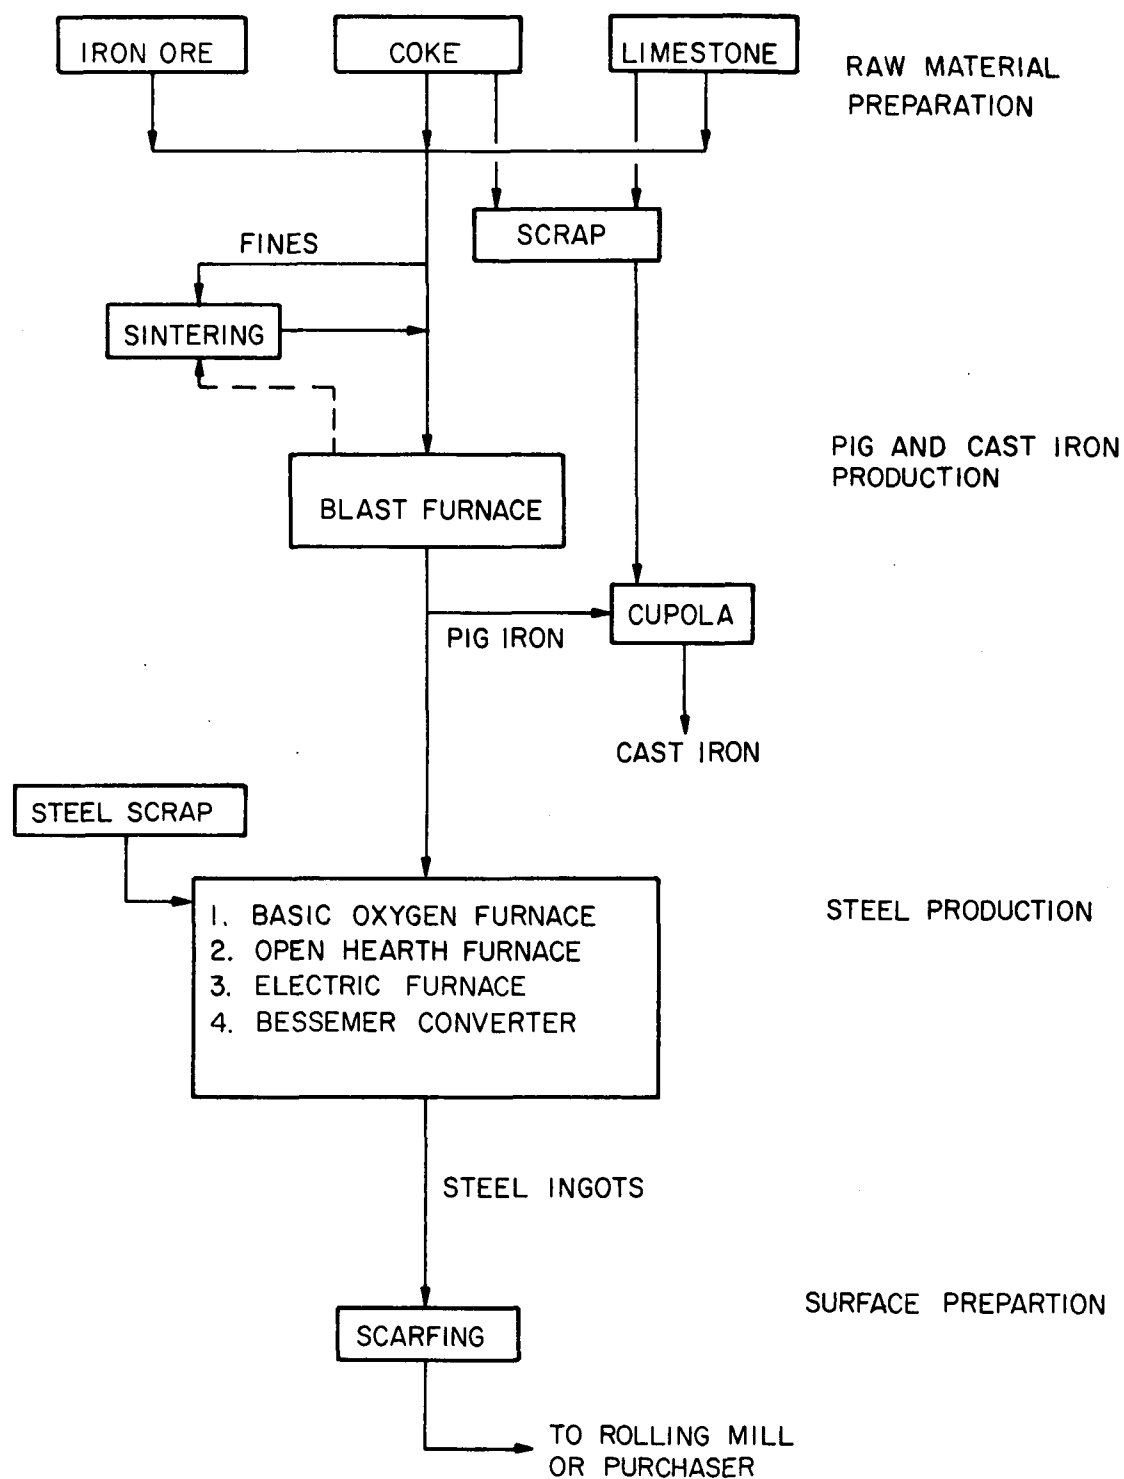 IRON ORE
COKE
LIMESTONE
RAW MATERIAL
PREPARATION
SCRAP
FINES
SINTERING
PIG AND CAST IRON
PRODUCTION
BLAST FURNACE
CUPOLA
PIG IRON
CAST IRON
STEEL SCRAP
1. BASIC OXYGEN FURNACE
2. OPEN HEARTH FURNACE
3. ELECTRIC FURNACE
4. BESSEMER CONVERTER
STEEL PRODUCTION
STEEL INGOTS
SURFACE PREPARTION
SCARFING
TO ROLLING MILL
OR PURCHASER